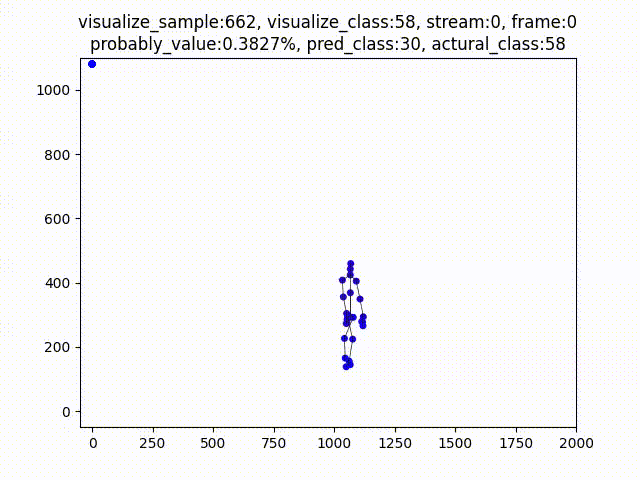 visualize_sample:662, visualize_class:58, stream:0, frame:0
probably_value:0.3827%, pred_class:30, actural_class:58
1000
800
600
400
200
0
0 250 500 750 1000 1250 1500 1750 2000